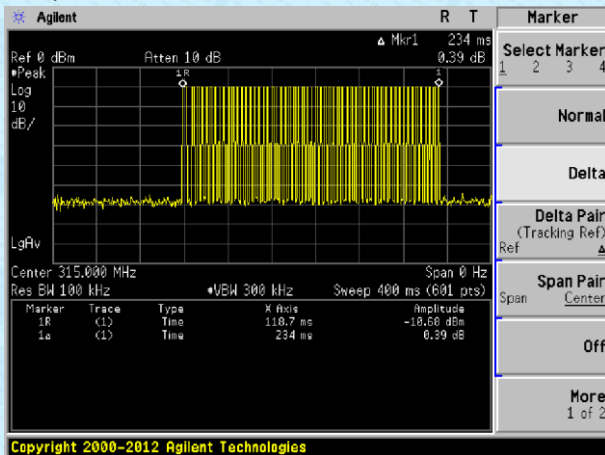 Agilent R T Marker
Δ Mkr1 234 ms
Ref 0 dBm Atten 10 dB 0.39 dB
Peak
Log
10
dB/
1R 1
LgAv
Center 315.000 MHz Span 0 Hz
Res BW 100 kHz VBW 300 kHz Sweep 400 ms (601 pts)
Marker Trace Type X Axis Amplitude
1R (1) Time 118.7 ms -10.68 dBm
1Δ (1) Time 234 ms 0.39 dB
Copyright 2000-2012 Agilent Technologies
Select Marker
1 2 3 4
Normal
Delta
Delta Pair
(Tracking Ref)
Ref Δ
Span Pair
Span Center
Off
More
1 of 2